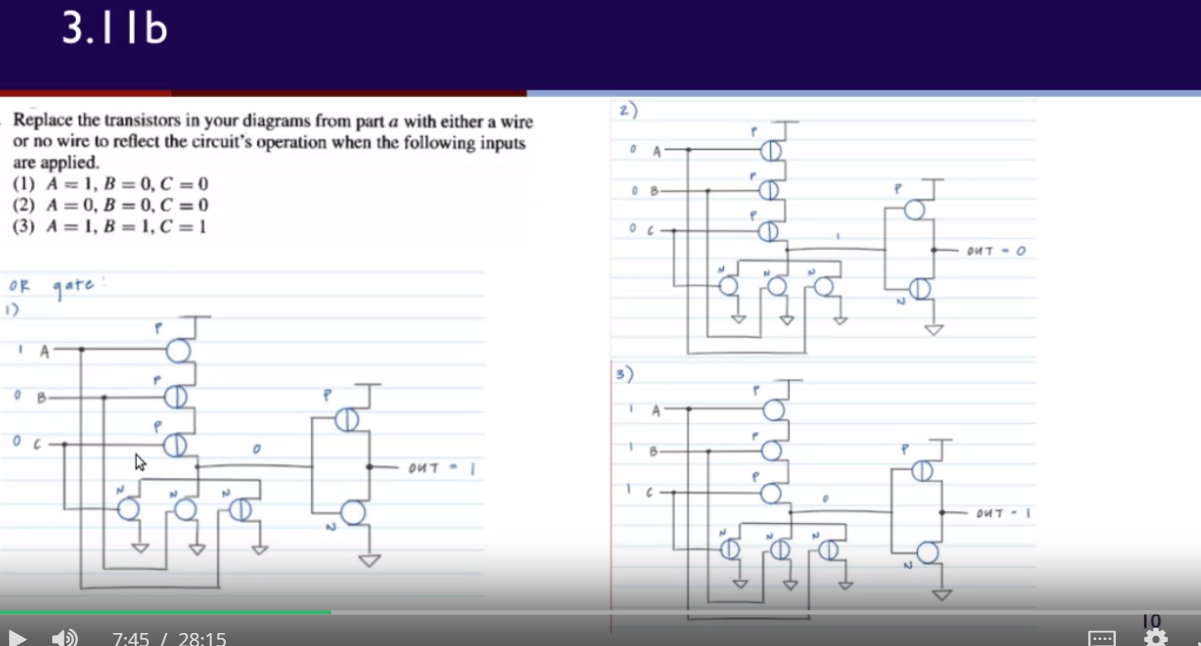 3.11b
Replace the transistors in your diagrams from part a with either a wire
or no wire to reflect the circuit's operation when the following inputs
are applied.
(1) A = 1, B = 0, C = 0
(2) A = 0, B = 0, C = 0
(3) A = 1, B = 1, C = 1
OR gate:
1)
P
1 A
P
0 B
P
P
0 C
0
OUT = 1
N N N
N
2)
P
0 A
P
0 B
P
P
0 C
1
OUT = 0
N N N
N
3)
P
1 A
P
1 B
P
P
1 C
0
OUT = 1
N N N
N
10
7:45 / 28:15